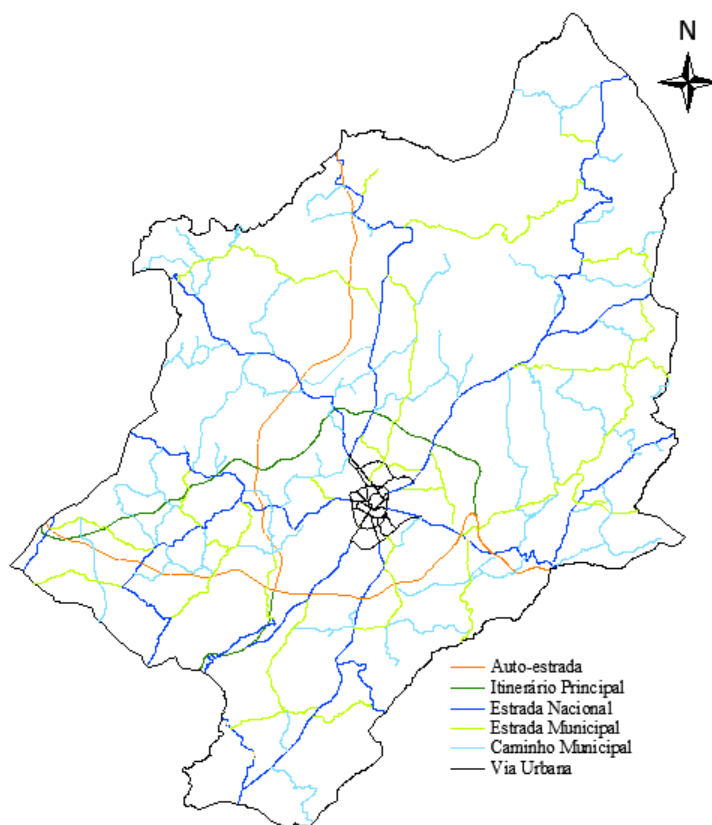 N
Auto-estrada
Itinerário Principal
Estrada Nacional
Estrada Municipal
Caminho Municipal
Via Urbana